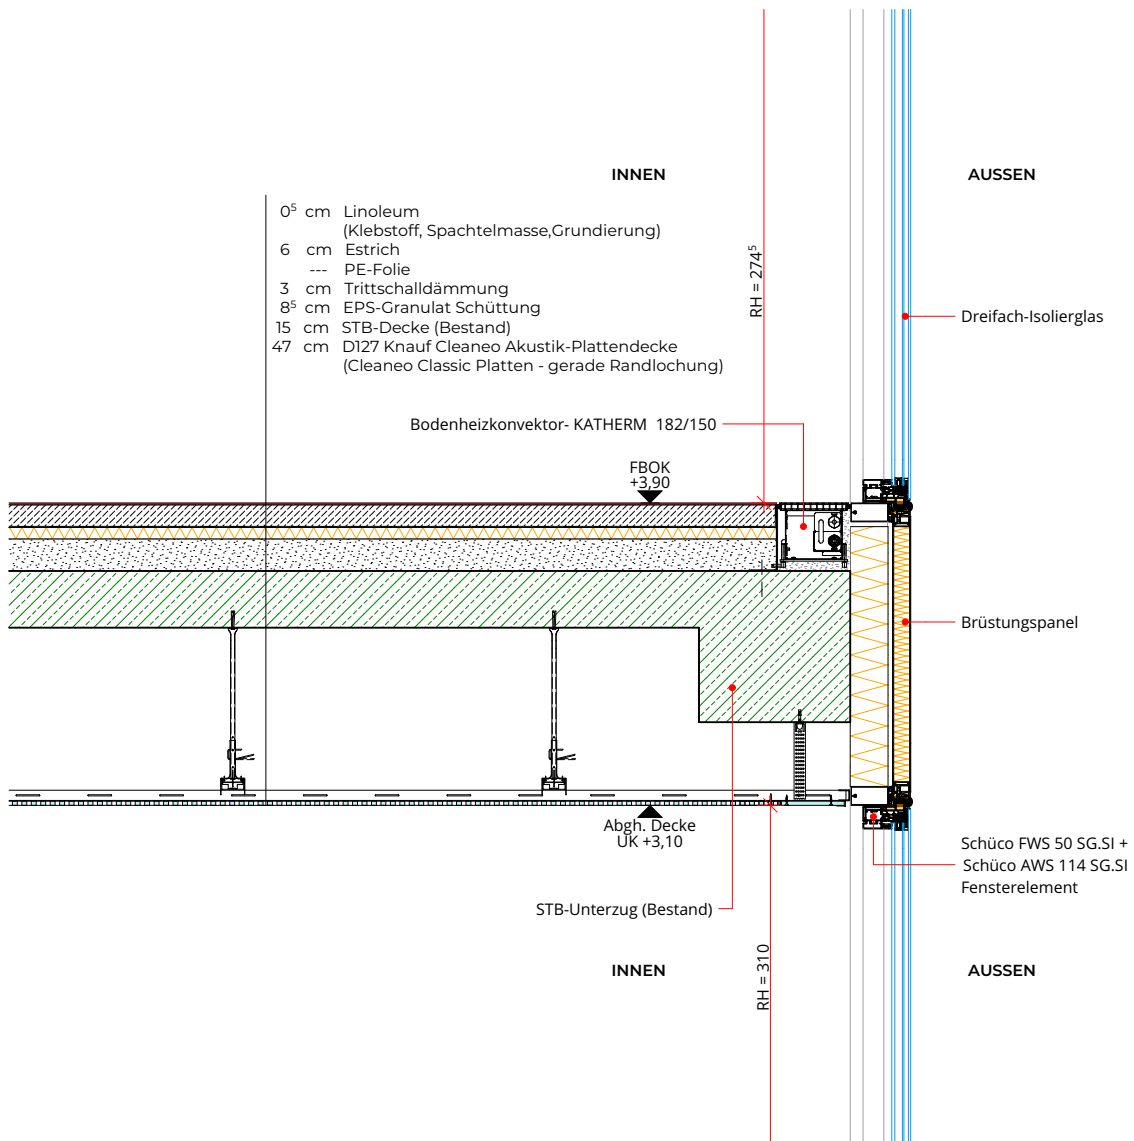 INNEN
AUSSEN
0⁵ cm Linoleum
(Klebstoff, Spachtelmasse,Grundierung)
6 cm Estrich
--- PE-Folie
3 cm Trittschalldämmung
8⁵ cm EPS-Granulat Schüttung
15 cm STB-Decke (Bestand)
47 cm D127 Knauf Cleaneo Akustik-Plattendecke
(Cleaneo Classic Platten - gerade Randlochung)
RH = 274⁵
Dreifach-Isolierglas
Bodenheizkonvektor- KATHERM 182/150
FBOK
+3,90
Brüstungspanel
Abgh. Decke
UK +3,10
Schüco FWS 50 SG.SI +
Schüco AWS 114 SG.SI
Fensterelement
STB-Unterzug (Bestand)
RH = 310
INNEN
AUSSEN